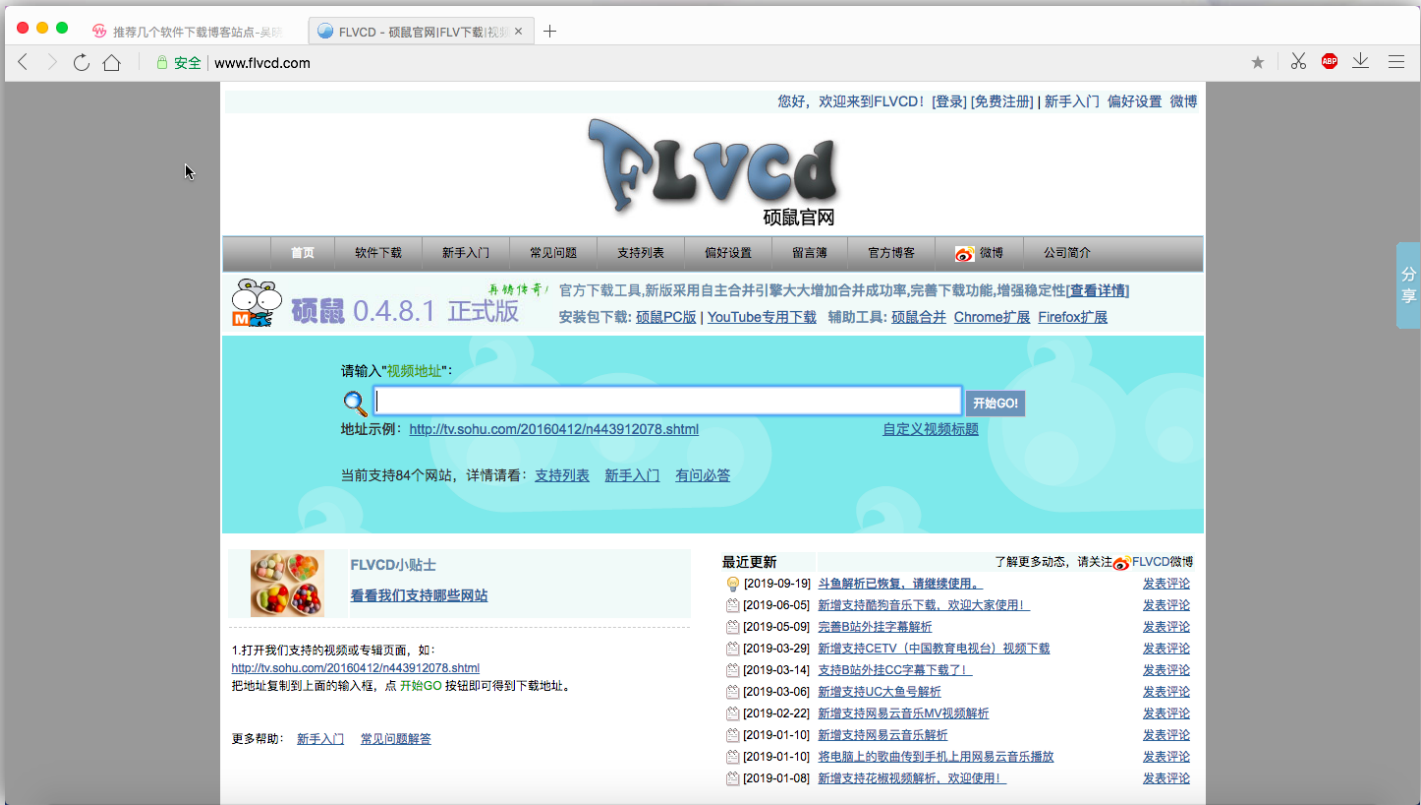 推荐几个软件下载博客站点-吴晓
FLVCD - 硕鼠官网|FLV下载|视频
安全 www.flvcd.com
ABP
您好，欢迎来到FLVCD！[登录] [免费注册] | 新手入门 偏好设置 微博
FLVcd
硕鼠官网
首页 软件下载 新手入门 常见问题 支持列表 偏好设置 留言簿 官方博客 微博 公司简介
分享
硕鼠 0.4.8.1 正式版 再铸传奇！
官方下载工具,新版采用自主合并引擎大大增加合并成功率,完善下载功能,增强稳定性[查看详情]
安装包下载: 硕鼠PC版 | YouTube专用下载 辅助工具: 硕鼠合并 Chrome扩展 Firefox扩展
请输入"视频地址"：
开始GO!
地址示例：http://tv.sohu.com/20160412/n443912078.shtml 自定义视频标题
当前支持84个网站，详情请看：支持列表 新手入门 有问必答
FLVCD小贴士
看看我们支持哪些网站
1.打开我们支持的视频或专辑页面，如：
http://tv.sohu.com/20160412/n443912078.shtml
把地址复制到上面的输入框，点 开始GO 按钮即可得到下载地址。
更多帮助： 新手入门 常见问题解答
最近更新 了解更多动态，请关注FLVCD微博
[2019-09-19] 斗鱼解析已恢复，请继续使用。 发表评论
[2019-06-05] 新增支持酷狗音乐下载，欢迎大家使用！ 发表评论
[2019-05-09] 完善B站外挂字幕解析 发表评论
[2019-03-29] 新增支持CETV（中国教育电视台）视频下载 发表评论
[2019-03-14] 支持B站外挂CC字幕下载了！ 发表评论
[2019-03-06] 新增支持UC大鱼号解析 发表评论
[2019-02-22] 新增支持网易云音乐MV视频解析 发表评论
[2019-01-10] 新增支持网易云音乐解析 发表评论
[2019-01-10] 将电脑上的歌曲传到手机上用网易云音乐播放 发表评论
[2019-01-08] 新增支持花椒视频解析，欢迎使用！ 发表评论